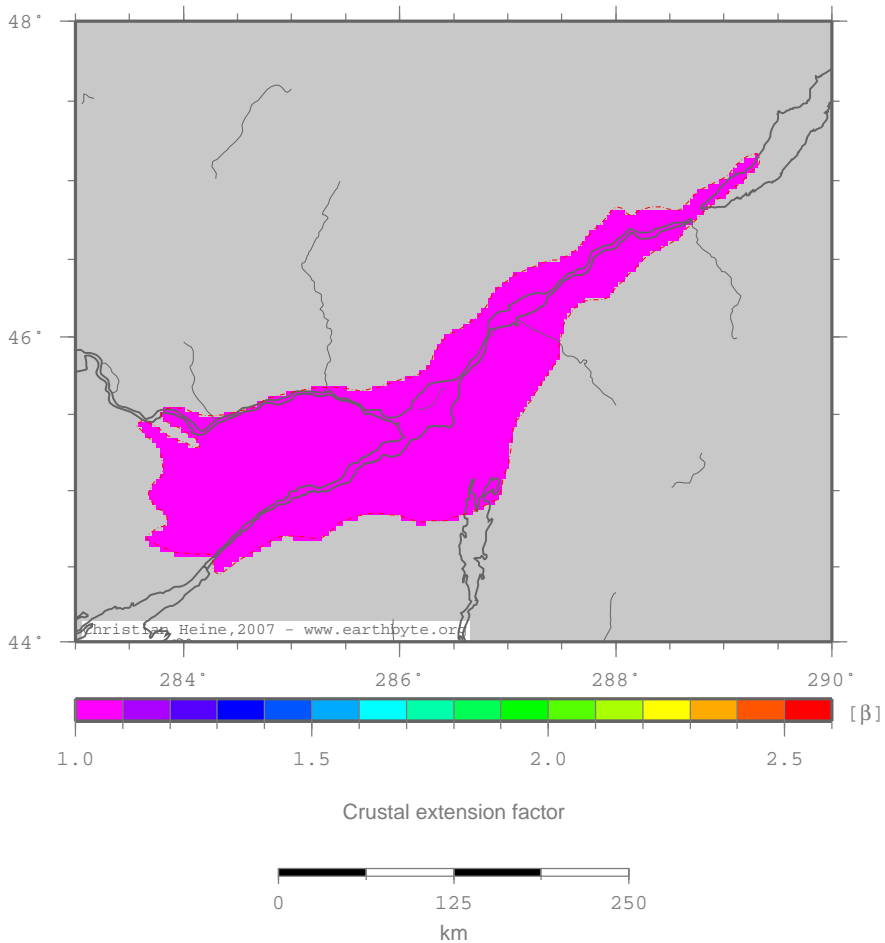 48°
46°
44°
Christian Heine,2007 - www.earthbyte.org
284° 286° 288° 290°
[β]
1.0 1.5 2.0 2.5
Crustal extension factor
0 125 250
km